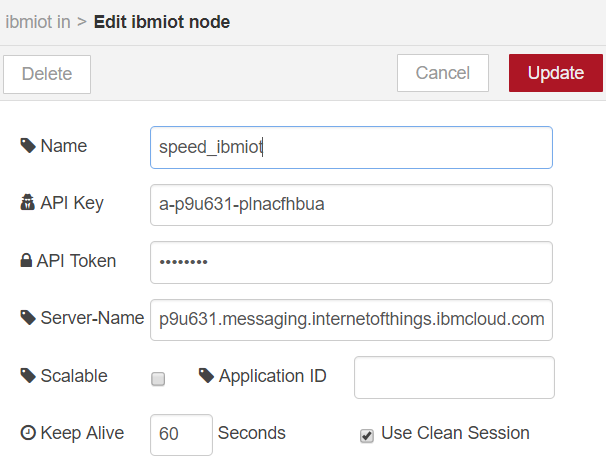 ibmiot in > Edit ibmiot node
Delete Cancel Update
Name speed_ibmiot
API Key a-p9u631-plnacfhbua
API Token ••••••••
Server-Name p9u631.messaging.internetofthings.ibmcloud.com
Scalable Application ID
Keep Alive 60 Seconds Use Clean Session